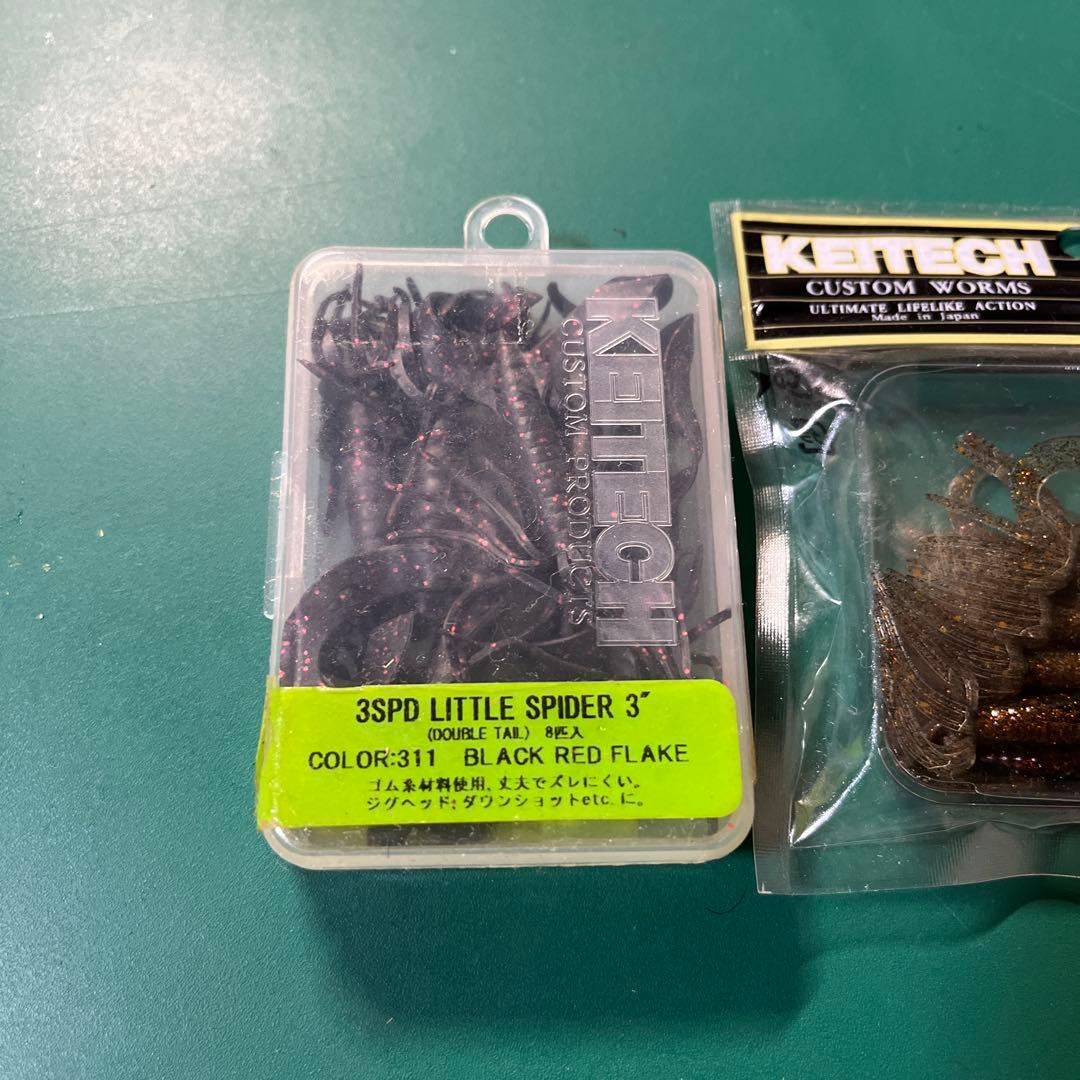 KEITECH
CUSTOM PRODUCTS
3SPD LITTLE SPIDER 3″
(DOUBLE TAIL) 8匹入
COLOR:311 BLACK RED FLAKE
ゴム系材料使用、丈夫でズレにくい。
ジグヘッド、ダウンショットetc.に。
KEITECH
CUSTOM WORMS
ULTIMATE LIFELIKE ACTION
Made in Japan